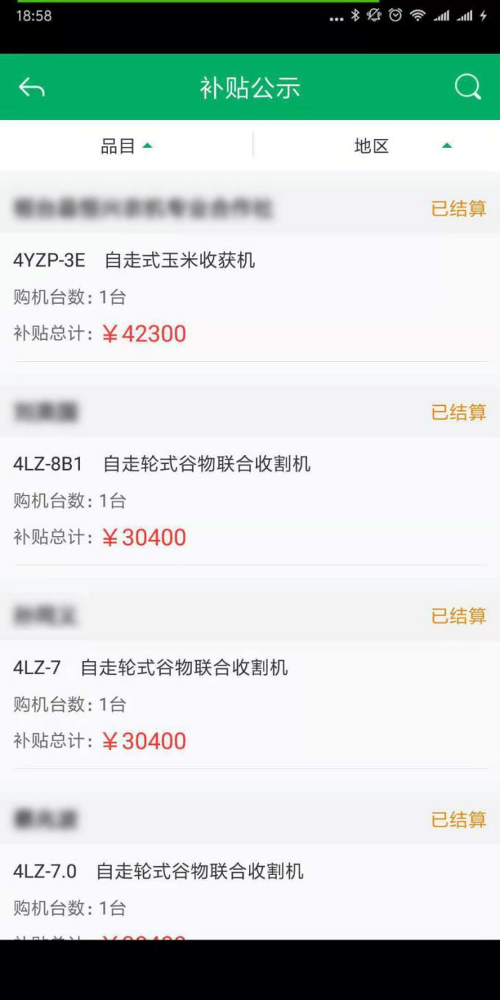 18:58
补贴公示
品目 地区
已结算
4YZP-3E 自走式玉米收获机
购机台数: 1台
补贴总计: ￥42300
已结算
4LZ-8B1 自走轮式谷物联合收割机
购机台数: 1台
补贴总计: ￥30400
已结算
4LZ-7 自走轮式谷物联合收割机
购机台数: 1台
补贴总计: ￥30400
已结算
4LZ-7.0 自走轮式谷物联合收割机
购机台数: 1台